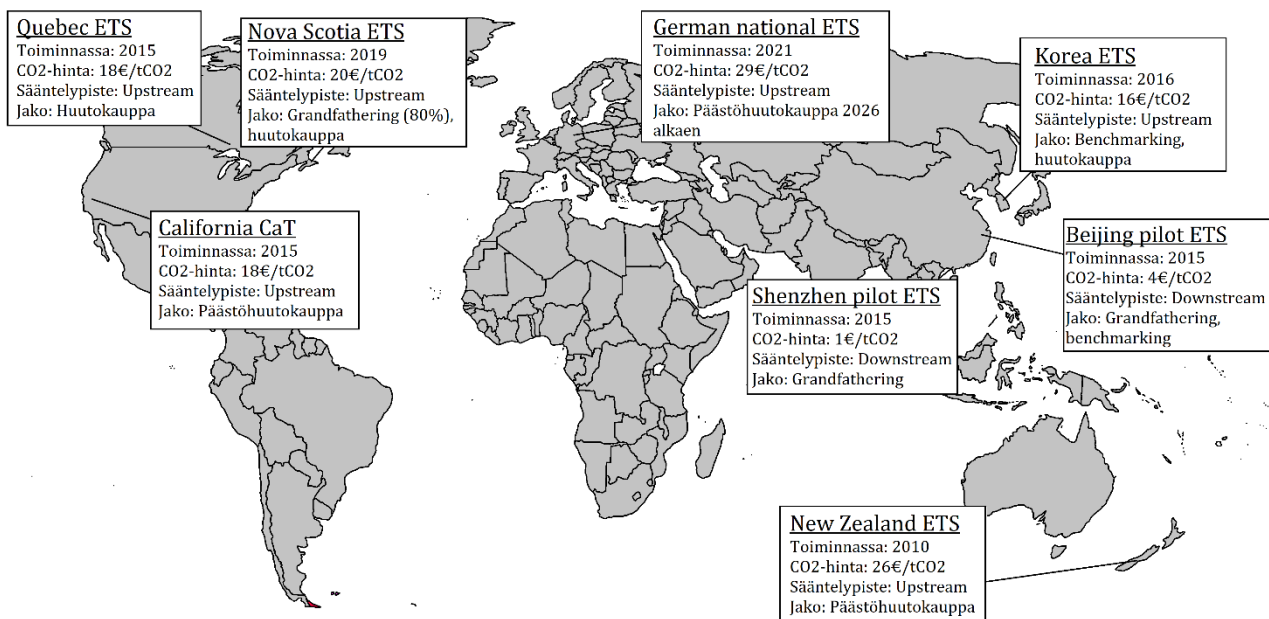 Quebec ETS
Toiminnassa: 2015
CO2-hinta: 18€/tCO2
Sääntelypiste: Upstream
Jako: Huutokauppa
Nova Scotia ETS
Toiminnassa: 2019
CO2-hinta: 20€/tCO2
Sääntelypiste: Upstream
Jako: Grandfathering (80%),
huutokauppa
German national ETS
Toiminnassa: 2021
CO2-hinta: 29€/tCO2
Sääntelypiste: Upstream
Jako: Päästöhuutokauppa 2026
alkaen
Korea ETS
Toiminnassa: 2016
CO2-hinta: 16€/tCO2
Sääntelypiste: Upstream
Jako: Benchmarking,
huutokauppa
California CaT
Toiminnassa: 2015
CO2-hinta: 18€/tCO2
Sääntelypiste: Upstream
Jako: Päästöhuutokauppa
Beijing pilot ETS
Toiminnassa: 2015
CO2-hinta: 4€/tCO2
Sääntelypiste: Downstream
Jako: Grandfathering,
benchmarking
Shenzhen pilot ETS
Toiminnassa: 2015
CO2-hinta: 1€/tCO2
Sääntelypiste: Downstream
Jako: Grandfathering
New Zealand ETS
Toiminnassa: 2010
CO2-hinta: 26€/tCO2
Sääntelypiste: Upstream
Jako: Päästöhuutokauppa